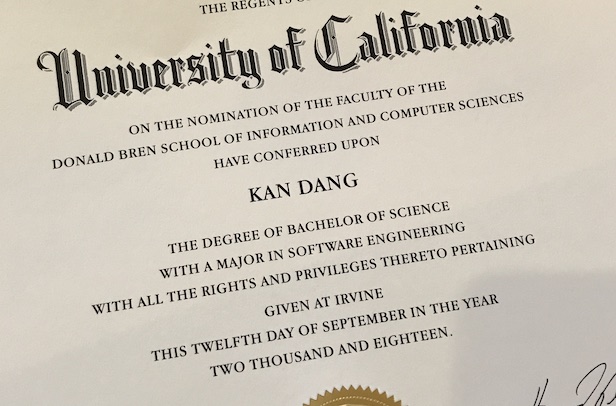 THE REGENTS
University of California
ON THE NOMINATION OF THE FACULTY OF THE
DONALD BREN SCHOOL OF INFORMATION AND COMPUTER SCIENCES
HAVE CONFERRED UPON
KAN DANG
THE DEGREE OF BACHELOR OF SCIENCE
WITH A MAJOR IN SOFTWARE ENGINEERING
WITH ALL THE RIGHTS AND PRIVILEGES THERETO PERTAINING
GIVEN AT IRVINE
THIS TWELFTH DAY OF SEPTEMBER IN THE YEAR
TWO THOUSAND AND EIGHTEEN.